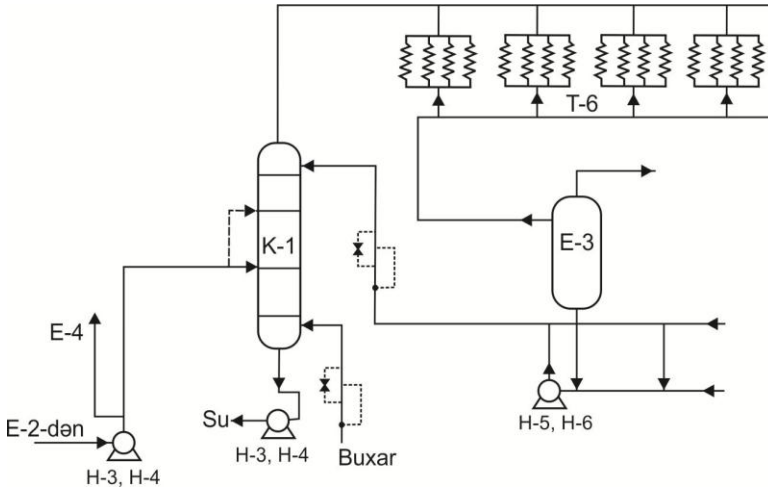 T-6
K-1
E-3
E-4
E-2-dən
H-3, H-4
Su
H-3, H-4
Buxar
H-5, H-6